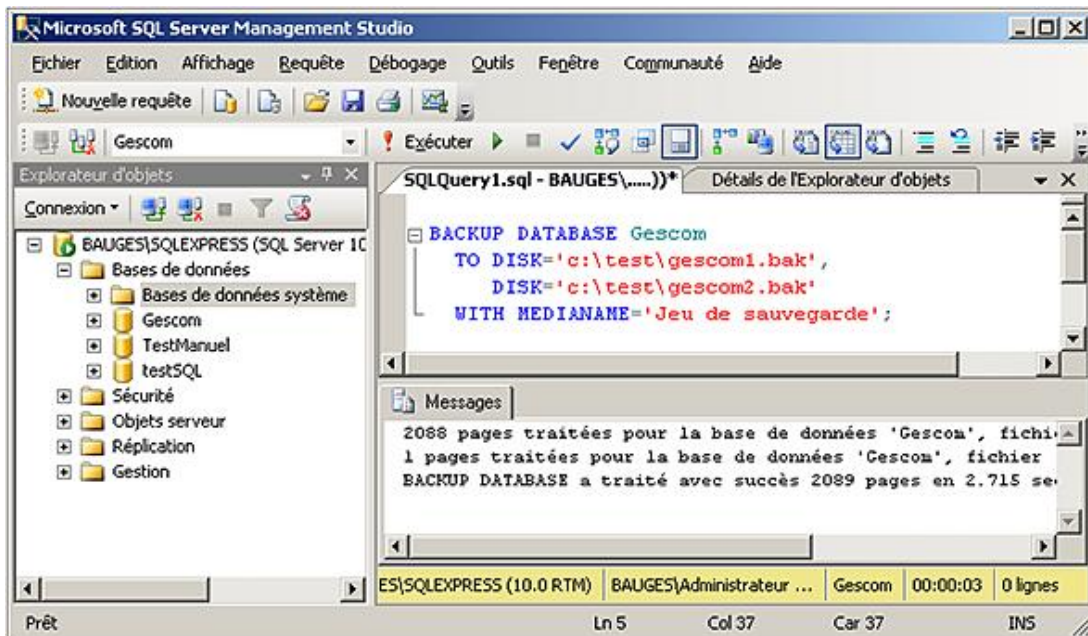 Microsoft SQL Server Management Studio
Fichier Edition Affichage Requête Débogage Outils Fenêtre Communauté Aide
Nouvelle requête
Gescom
Exécuter
Explorateur d'objets
SQLQuery1.sql - BAUGES\.....))*
Détails de l'Explorateur d'objets
Connexion
BAUGES\SQLEXPRESS (SQL Server 10
Bases de données
Bases de données système
Gescom
TestManuel
testSQL
Sécurité
Objets serveur
Réplication
Gestion
BACKUP DATABASE Gescom
TO DISK='c:\test\gescom1.bak',
DISK='c:\test\gescom2.bak'
WITH MEDIANAME='Jeu de sauvegarde';
Messages
2088 pages traitées pour la base de données 'Gescom', fichi
1 pages traitées pour la base de données 'Gescom', fichier
BACKUP DATABASE a traité avec succès 2089 pages en 2.715 se
ES\SQLEXPRESS (10.0 RTM) BAUGES\Administrateur ... Gescom 00:00:03 0 lignes
Prêt Ln 5 Col 37 Car 37 INS